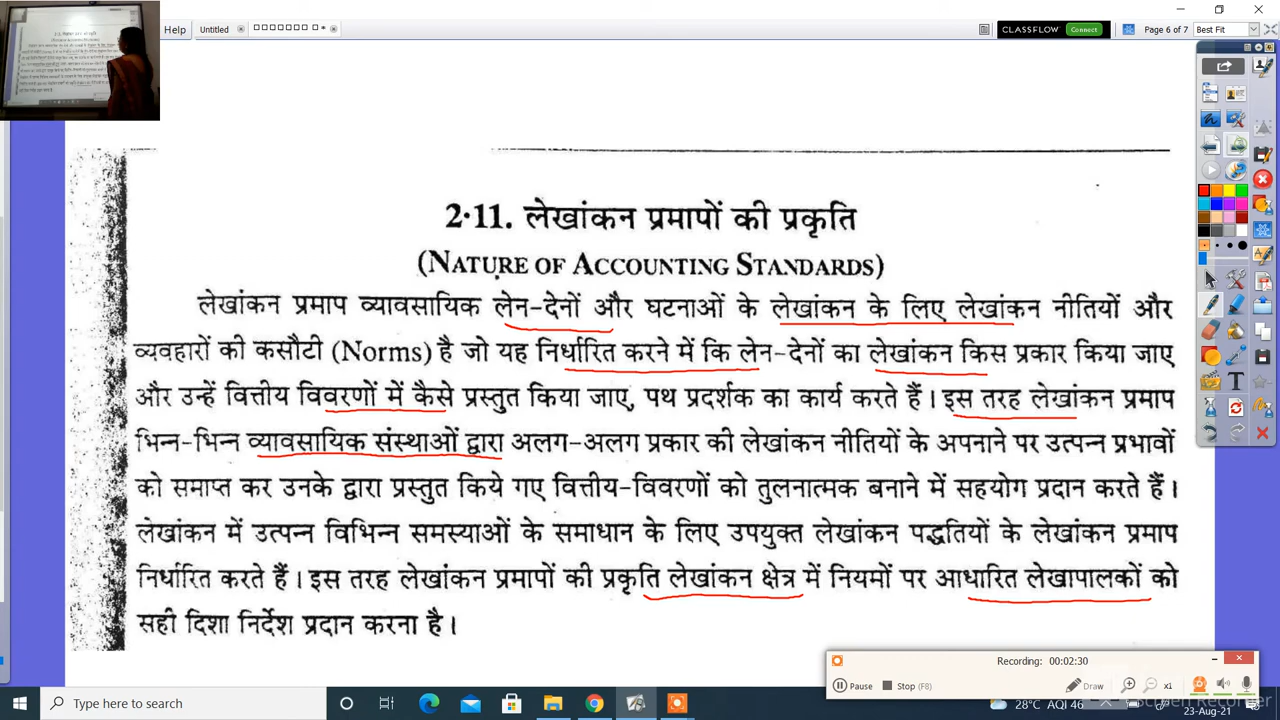 Help
Untitled
CLASSFLOW Connect
Page 6 of 7
Best Fit
2·11. लेखांकन प्रमापों की प्रकृति
(NATURE OF ACCOUNTING STANDARDS)
लेखांकन प्रमाप व्यावसायिक लेन-देनों और घटनाओं के लेखांकन के लिए लेखांकन नीतियों और
व्यवहारों की कसौटी (Norms) है जो यह निर्धारित करने में कि लेन-देनों का लेखांकन किस प्रकार किया जाए
और उन्हें वित्तीय विवरणों में कैसे प्रस्तुत किया जाए, पथ प्रदर्शक का कार्य करते हैं। इस तरह लेखांकन प्रमाप
भिन्न-भिन्न व्यावसायिक संस्थाओं द्वारा अलग-अलग प्रकार की लेखांकन नीतियों के अपनाने पर उत्पन्न प्रभावों
को समाप्त कर उनके द्वारा प्रस्तुत किये गए वित्तीय-विवरणों को तुलनात्मक बनाने में सहयोग प्रदान करते हैं।
लेखांकन में उत्पन्न विभिन्न समस्याओं के समाधान के लिए उपयुक्त लेखांकन पद्धतियों के लेखांकन प्रमाप
निर्धारित करते हैं। इस तरह लेखांकन प्रमापों की प्रकृति लेखांकन क्षेत्र में नियमों पर आधारित लेखापालकों को
सही दिशा निर्देश प्रदान करना है।
Recording: 00:02:30
Pause
Stop (F8)
Draw
x1
Type here to search
28°C AQI 46
23-Aug-21
Screen Recorder